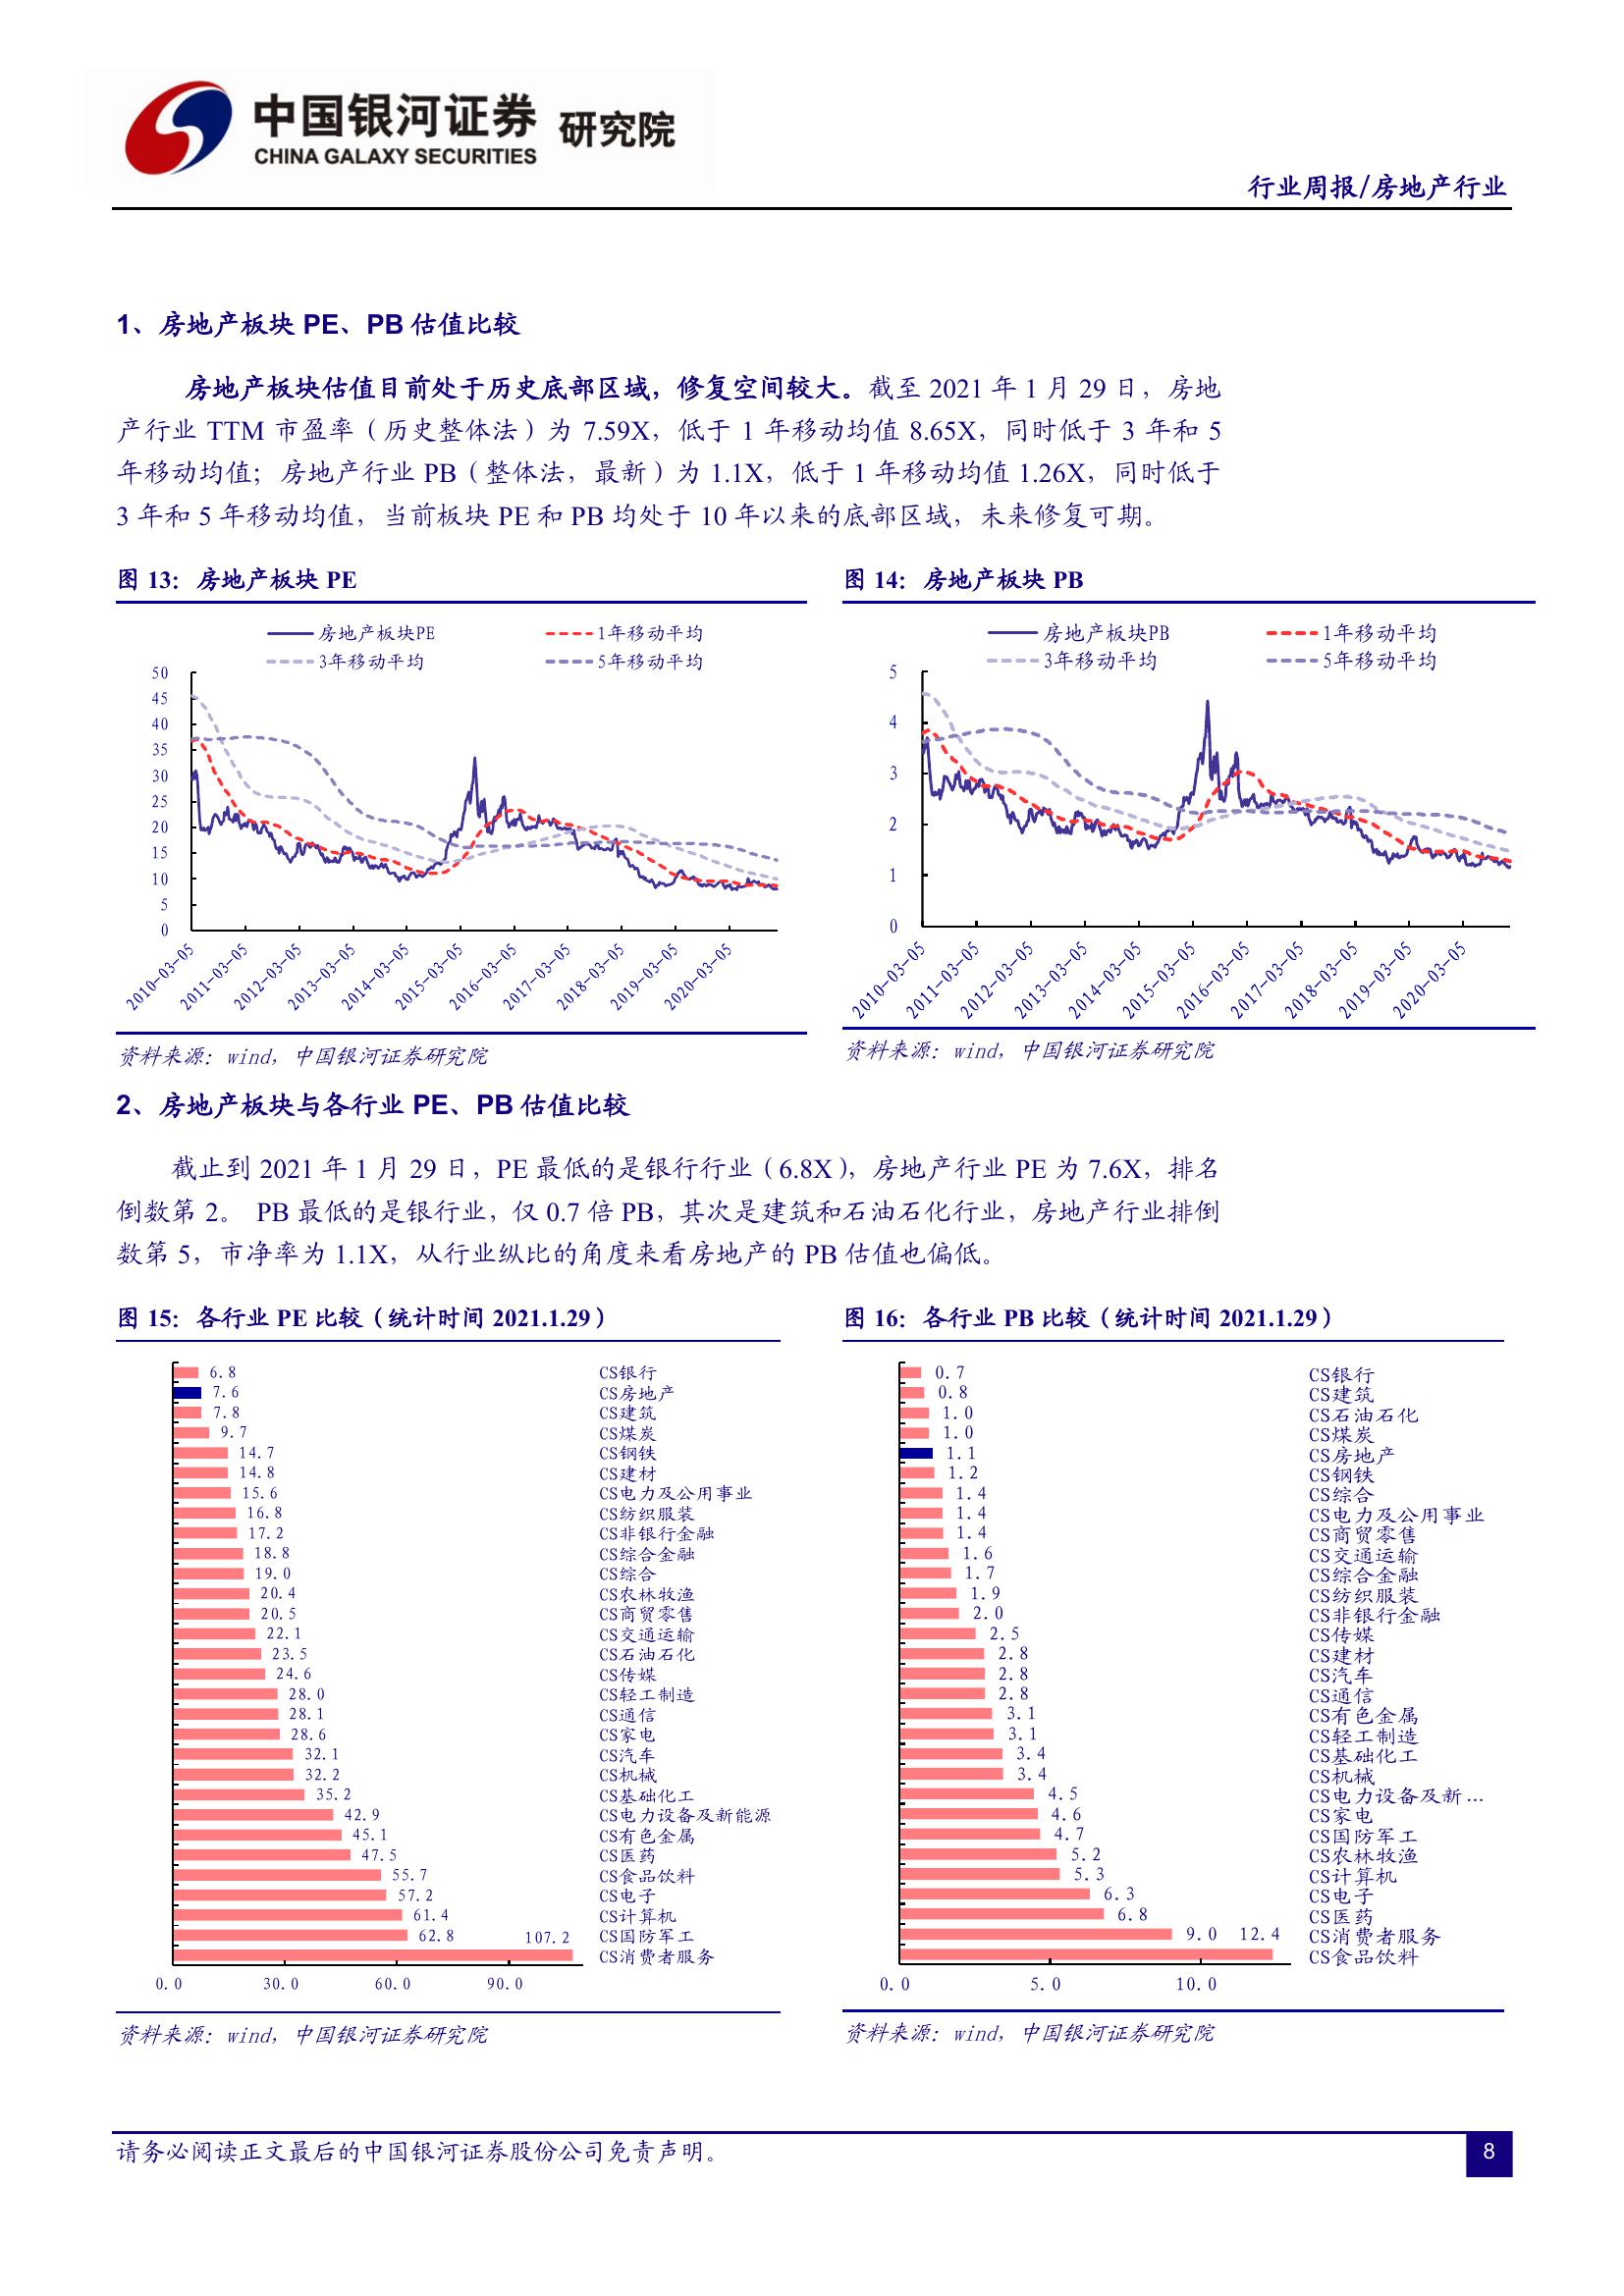 中国银河证券 研究院
CHINA GALAXY SECURITIES
行业周报/房地产行业
1、房地产板块 PE、PB 估值比较
房地产板块估值目前处于历史底部区域，修复空间较大。截至 2021 年 1 月 29 日，房地
产行业 TTM 市盈率（历史整体法）为 7.59X，低于 1 年移动均值 8.65X，同时低于 3 年和 5
年移动均值；房地产行业 PB（整体法，最新）为 1.1X，低于 1 年移动均值 1.26X，同时低于
3 年和 5 年移动均值，当前板块 PE 和 PB 均处于 10 年以来的底部区域，未来修复可期。
图 13：房地产板块 PE
房地产板块PE
1年移动平均
3年移动平均
5年移动平均
50
45
40
35
30
25
20
15
10
5
0
2010-03-05
2011-03-05
2012-03-05
2013-03-05
2014-03-05
2015-03-05
2016-03-05
2017-03-05
2018-03-05
2019-03-05
2020-03-05
资料来源：wind，中国银河证券研究院
图 14：房地产板块 PB
房地产板块PB
1年移动平均
3年移动平均
5年移动平均
5
4
3
2
1
0
2010-03-05
2011-03-05
2012-03-05
2013-03-05
2014-03-05
2015-03-05
2016-03-05
2017-03-05
2018-03-05
2019-03-05
2020-03-05
资料来源：wind，中国银河证券研究院
2、房地产板块与各行业 PE、PB 估值比较
截止到 2021 年 1 月 29 日，PE 最低的是银行行业（6.8X），房地产行业 PE 为 7.6X，排名
倒数第 2。 PB 最低的是银行业，仅 0.7 倍 PB，其次是建筑和石油石化行业，房地产行业排倒
数第 5，市净率为 1.1X，从行业纵比的角度来看房地产的 PB 估值也偏低。
图 15：各行业 PE 比较（统计时间 2021.1.29）
6.8 CS银行
7.6 CS房地产
7.8 CS建筑
9.7 CS煤炭
14.7 CS钢铁
14.8 CS建材
15.6 CS电力及公用事业
16.8 CS纺织服装
17.2 CS非银行金融
18.8 CS综合金融
19.0 CS综合
20.4 CS农林牧渔
20.5 CS商贸零售
22.1 CS交通运输
23.5 CS石油石化
24.6 CS传媒
28.0 CS轻工制造
28.1 CS通信
28.6 CS家电
32.1 CS汽车
32.2 CS机械
35.2 CS基础化工
42.9 CS电力设备及新能源
45.1 CS有色金属
47.5 CS医药
55.7 CS食品饮料
57.2 CS电子
61.4 CS计算机
62.8 CS国防军工
107.2 CS消费者服务
0.0 30.0 60.0 90.0
资料来源：wind，中国银河证券研究院
图 16：各行业 PB 比较（统计时间 2021.1.29）
0.7 CS银行
0.8 CS建筑
1.0 CS石油石化
1.0 CS煤炭
1.1 CS房地产
1.2 CS钢铁
1.4 CS综合
1.4 CS电力及公用事业
1.4 CS商贸零售
1.6 CS交通运输
1.7 CS综合金融
1.9 CS纺织服装
2.0 CS非银行金融
2.5 CS传媒
2.8 CS建材
2.8 CS汽车
2.8 CS通信
3.1 CS有色金属
3.1 CS轻工制造
3.4 CS基础化工
3.4 CS机械
4.5 CS电力设备及新...
4.6 CS家电
4.7 CS国防军工
5.2 CS农林牧渔
5.3 CS计算机
6.3 CS电子
6.8 CS医药
9.0 CS消费者服务
12.4 CS食品饮料
0.0 5.0 10.0
资料来源：wind，中国银河证券研究院
请务必阅读正文最后的中国银河证券股份公司免责声明。
8